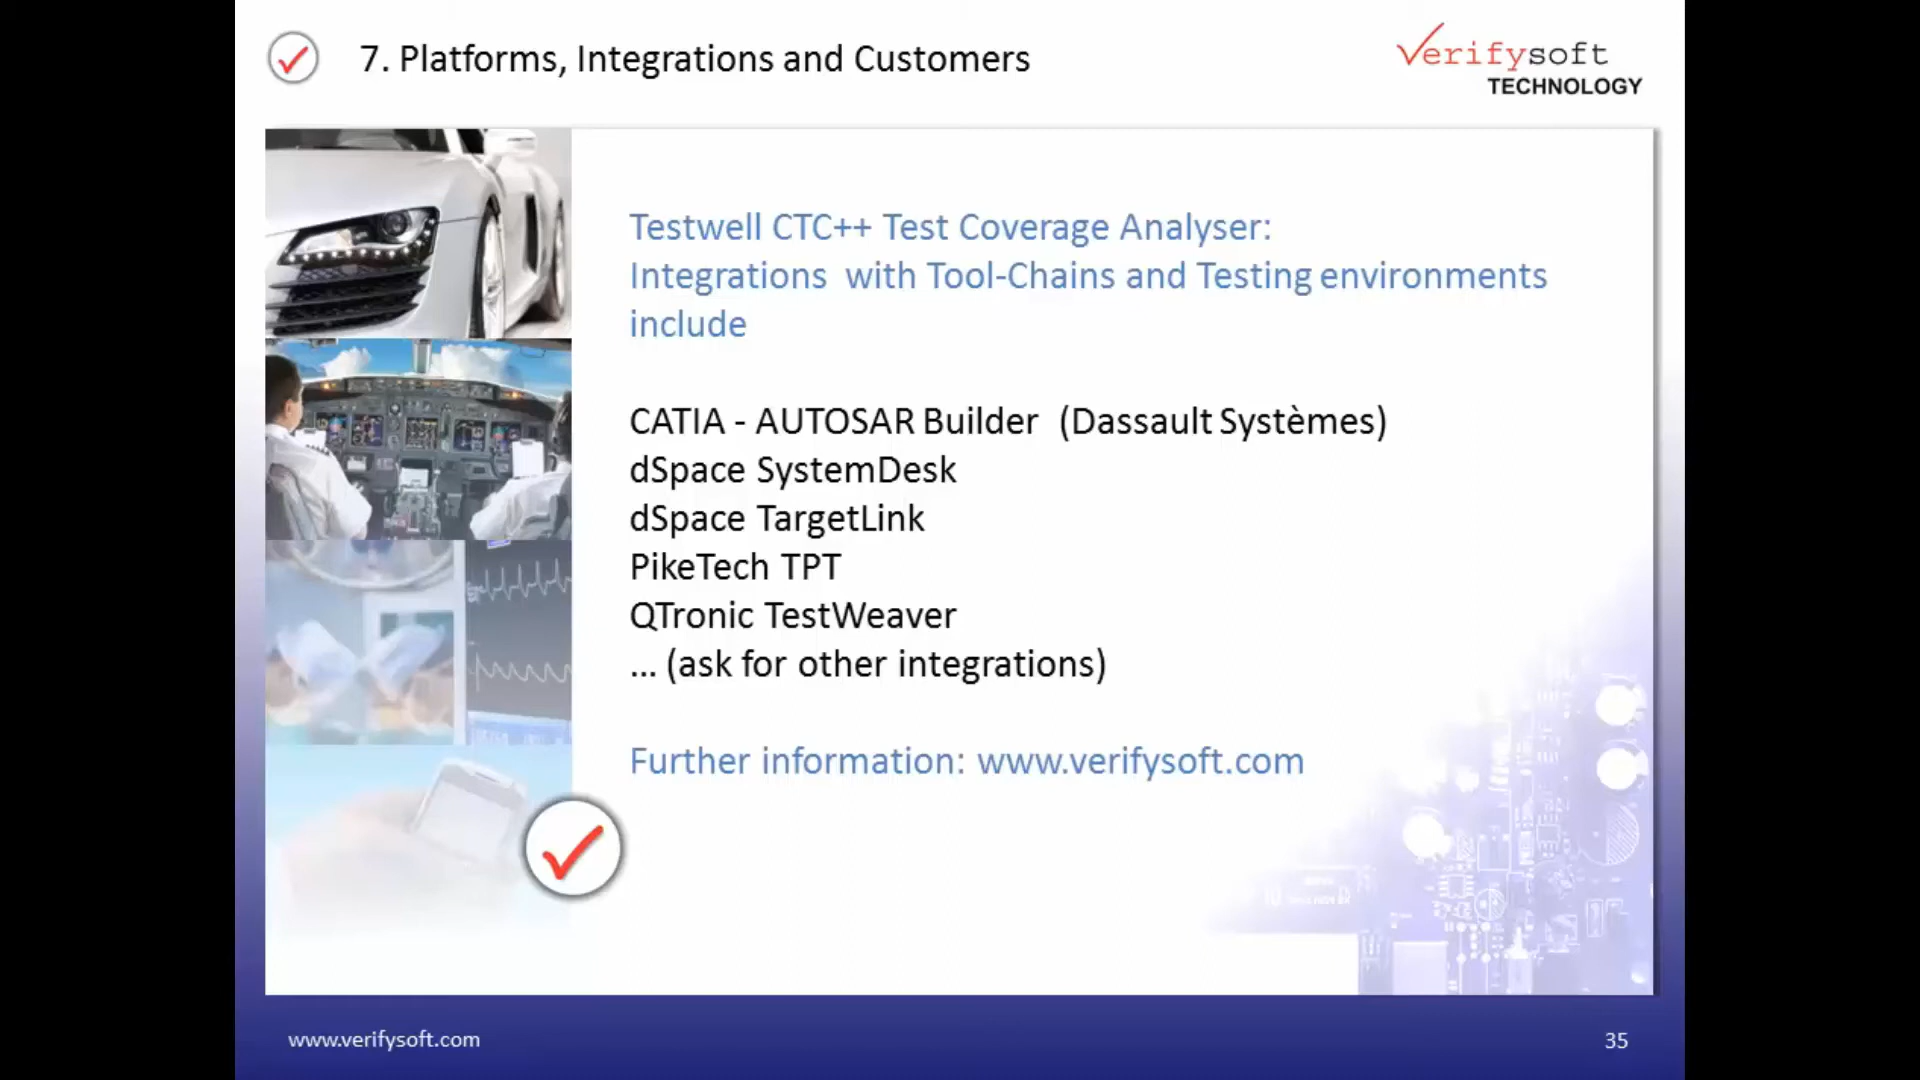 7. Platforms, Integrations and Customers
Verifysoft
TECHNOLOGY
Testwell CTC++ Test Coverage Analyser:
Integrations with Tool-Chains and Testing environments
include
CATIA - AUTOSAR Builder (Dassault Systèmes)
dSpace SystemDesk
dSpace TargetLink
PikeTech TPT
QTronic TestWeaver
... (ask for other integrations)
Further information: www.verifysoft.com
www.verifysoft.com
35